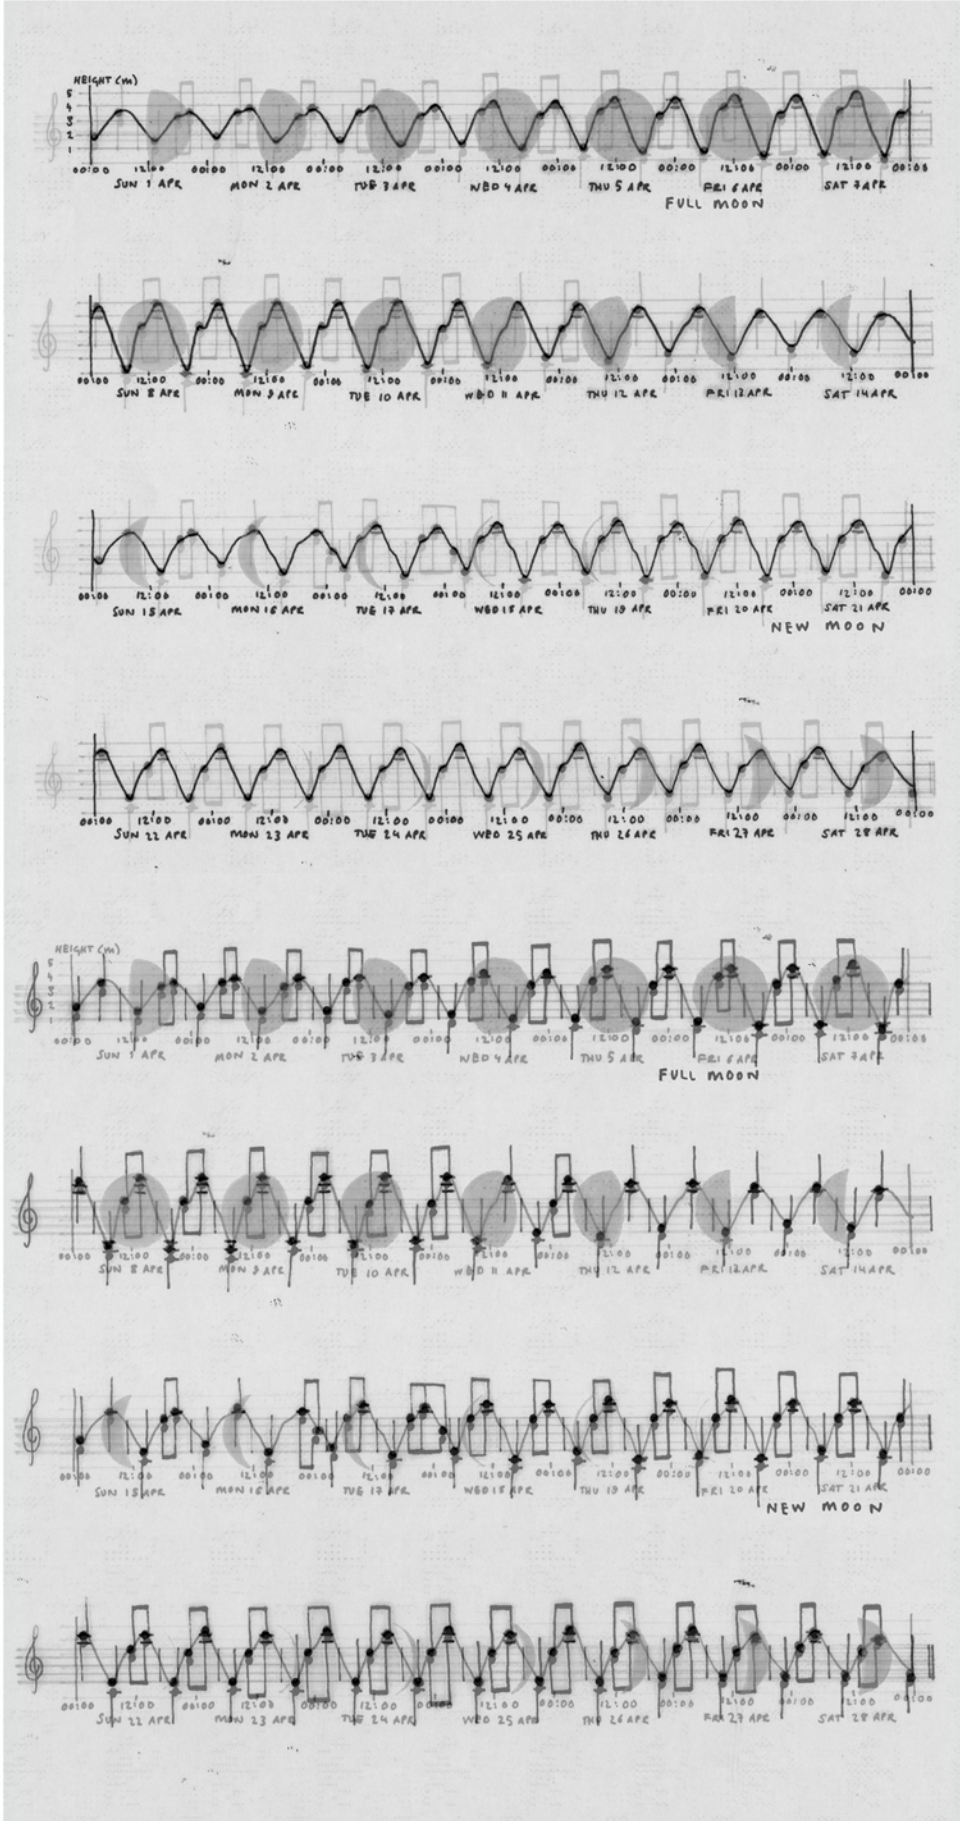 HEIGHT (m)
5
4
3
2
1
00:00 12:00 00:00 12:00 00:00 12:00 00:00 12:00 00:00 12:00 00:00 12:00 00:00 12:00 00:00
SUN 1 APR MON 2 APR TUE 3 APR WED 4 APR THU 5 APR FRI 6 APR SAT 7 APR
FULL MOON
00:00 12:00 00:00 12:00 00:00 12:00 00:00 12:00 00:00 12:00 00:00 12:00 00:00 12:00 00:00
SUN 8 APR MON 9 APR TUE 10 APR WED 11 APR THU 12 APR FRI 13 APR SAT 14 APR
00:00 12:00 00:00 12:00 00:00 12:00 00:00 12:00 00:00 12:00 00:00 12:00 00:00 12:00 00:00
SUN 15 APR MON 16 APR TUE 17 APR WED 18 APR THU 19 APR FRI 20 APR SAT 21 APR
NEW MOON
00:00 12:00 00:00 12:00 00:00 12:00 00:00 12:00 00:00 12:00 00:00 12:00 00:00 12:00 00:00
SUN 22 APR MON 23 APR TUE 24 APR WED 25 APR THU 26 APR FRI 27 APR SAT 28 APR
HEIGHT (m)
5
4
3
2
1
00:00 12:00 00:00 12:00 00:00 12:00 00:00 12:00 00:00 12:00 00:00 12:00 00:00 12:00 00:00
SUN 1 APR MON 2 APR TUE 3 APR WED 4 APR THU 5 APR FRI 6 APR SAT 7 APR
FULL MOON
00:00 12:00 00:00 12:00 00:00 12:00 00:00 12:00 00:00 12:00 00:00 12:00 00:00 12:00 00:00
SUN 8 APR MON 9 APR TUE 10 APR WED 11 APR THU 12 APR FRI 13 APR SAT 14 APR
00:00 12:00 00:00 12:00 00:00 12:00 00:00 12:00 00:00 12:00 00:00 12:00 00:00 12:00 00:00
SUN 15 APR MON 16 APR TUE 17 APR WED 18 APR THU 19 APR FRI 20 APR SAT 21 APR
NEW MOON
00:00 12:00 00:00 12:00 00:00 12:00 00:00 12:00 00:00 12:00 00:00 12:00 00:00 12:00 00:00
SUN 22 APR MON 23 APR TUE 24 APR WED 25 APR THU 26 APR FRI 27 APR SAT 28 APR